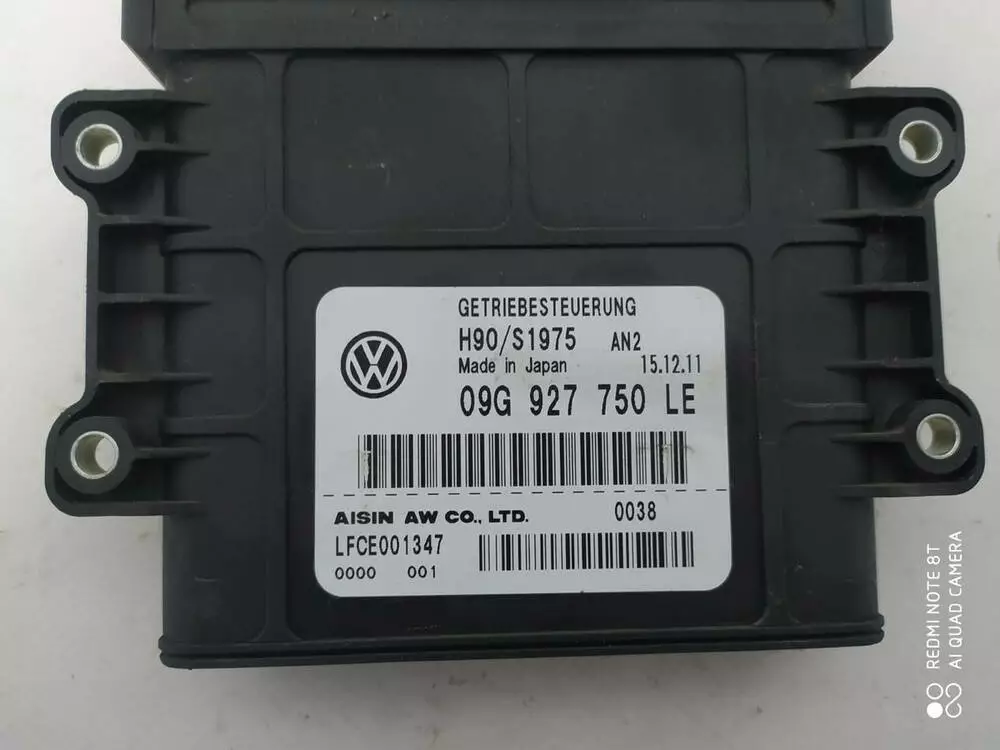 GETRIEBESTEUERUNG
H90/S1975 AN2
Made in Japan 15.12.11
09G 927 750 LE
AISIN AW CO., LTD. 0038
LFCE001347
0000 001
REDMI NOTE 8T
AI QUAD CAMERA